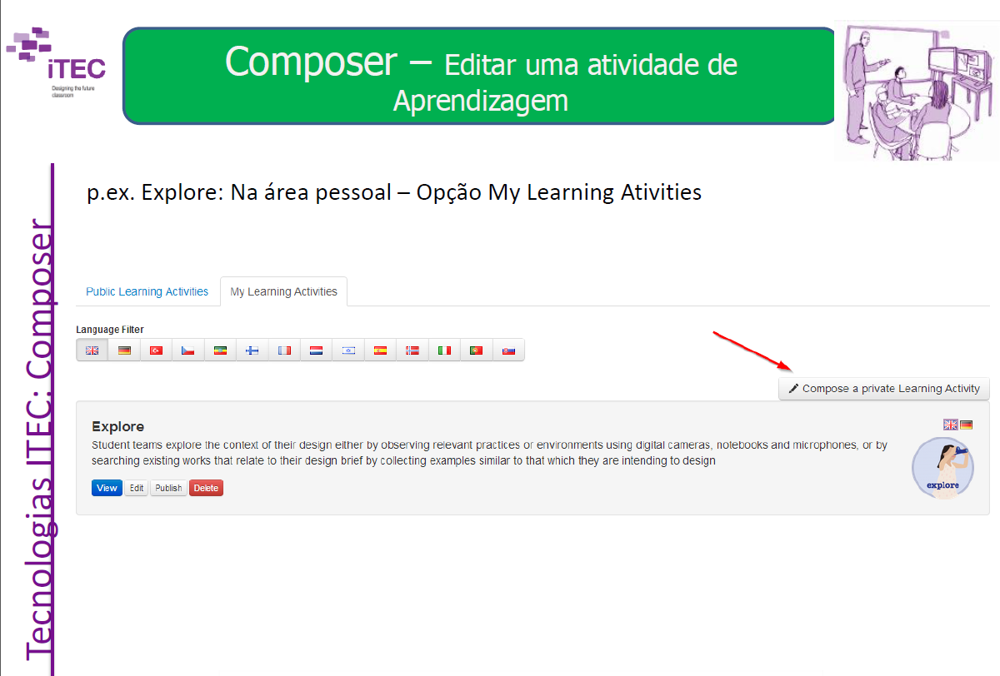 iTEC
Designing the future
classroom
Composer – Editar uma atividade de
Aprendizagem
Tecnologias ITEC: Composer
p.ex. Explore: Na área pessoal – Opção My Learning Ativities
Public Learning Activities
My Learning Activities
Language Filter
Compose a private Learning Activity
Explore
Student teams explore the context of their design either by observing relevant practices or environments using digital cameras, notebooks and microphones, or by
searching existing works that relate to their design brief by collecting examples similar to that which they are intending to design
View Edit Publish Delete
explore